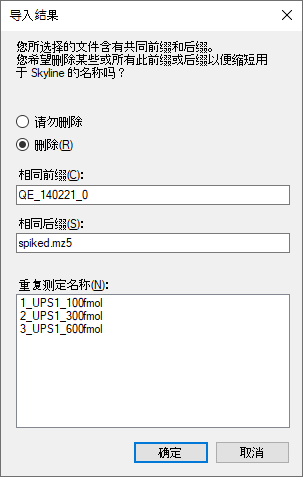 导入结果
您所选择的文件含有共同前缀和后缀。
您希望删除某些或所有此前缀或后缀以便缩短用
于 Skyline 的名称吗？
请勿删除
删除(R)
相同前缀(C):
QE_140221_0
相同后缀(S):
spiked.mz5
重复测定名称(N):
1_UPS1_100fmol
2_UPS1_300fmol
3_UPS1_600fmol
确定
取消